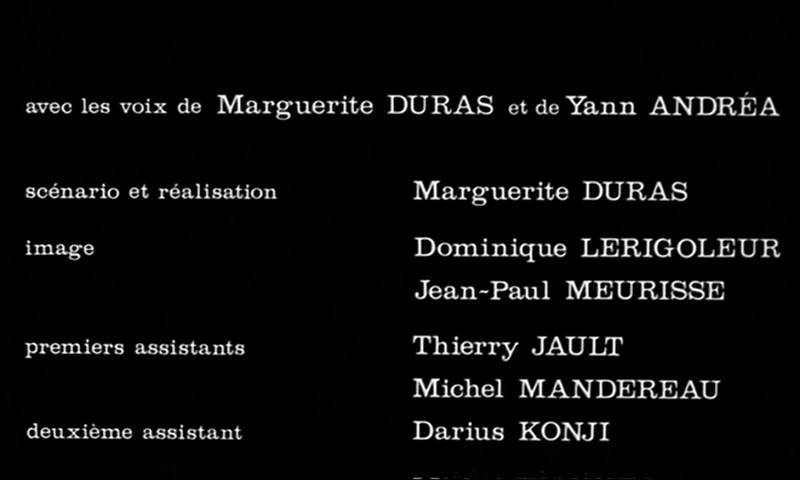 avec les voix de Marguerite DURAS et de Yann ANDRÉA
scénario et réalisation Marguerite DURAS
image Dominique LERIGOLEUR
Jean-Paul MEURISSE
premiers assistants Thierry JAULT
Michel MANDEREAU
deuxième assistant Darius KONJI